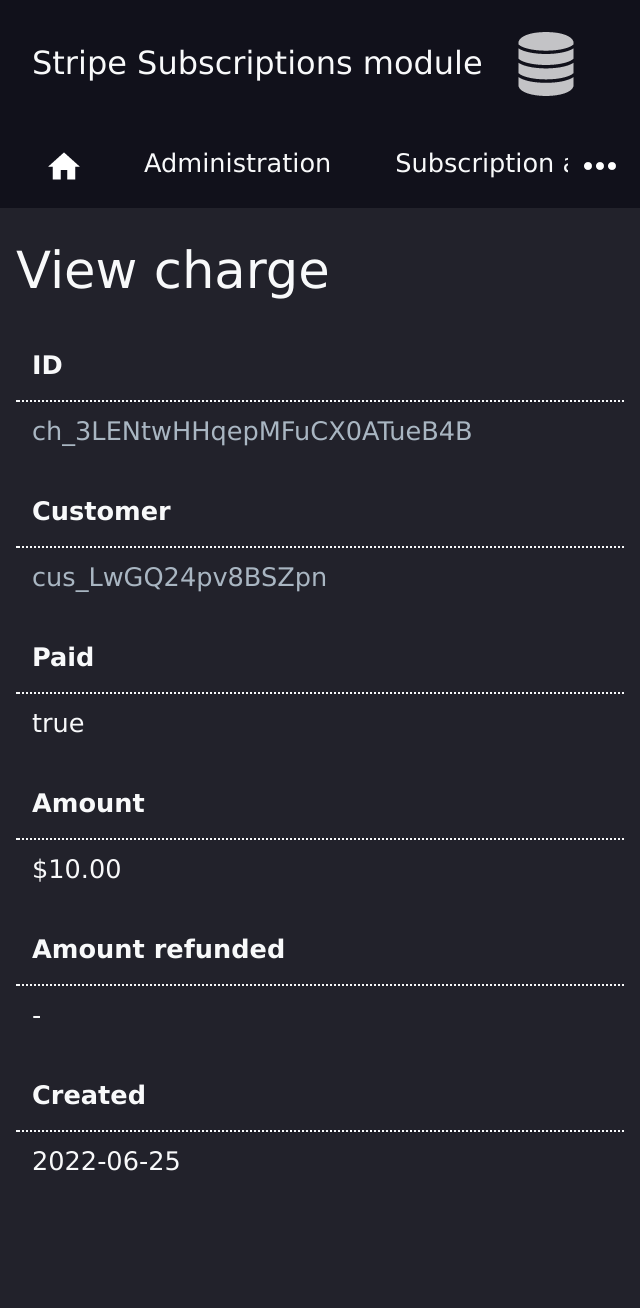 Stripe Subscriptions module
Administration
Subscription
View charge
ID
ch_3LENtwHHqepMFuCX0ATueB4B
Customer
cus_LwGQ24pv8BSZpn
Paid
true
Amount
$10.00
Amount refunded
-
Created
2022-06-25